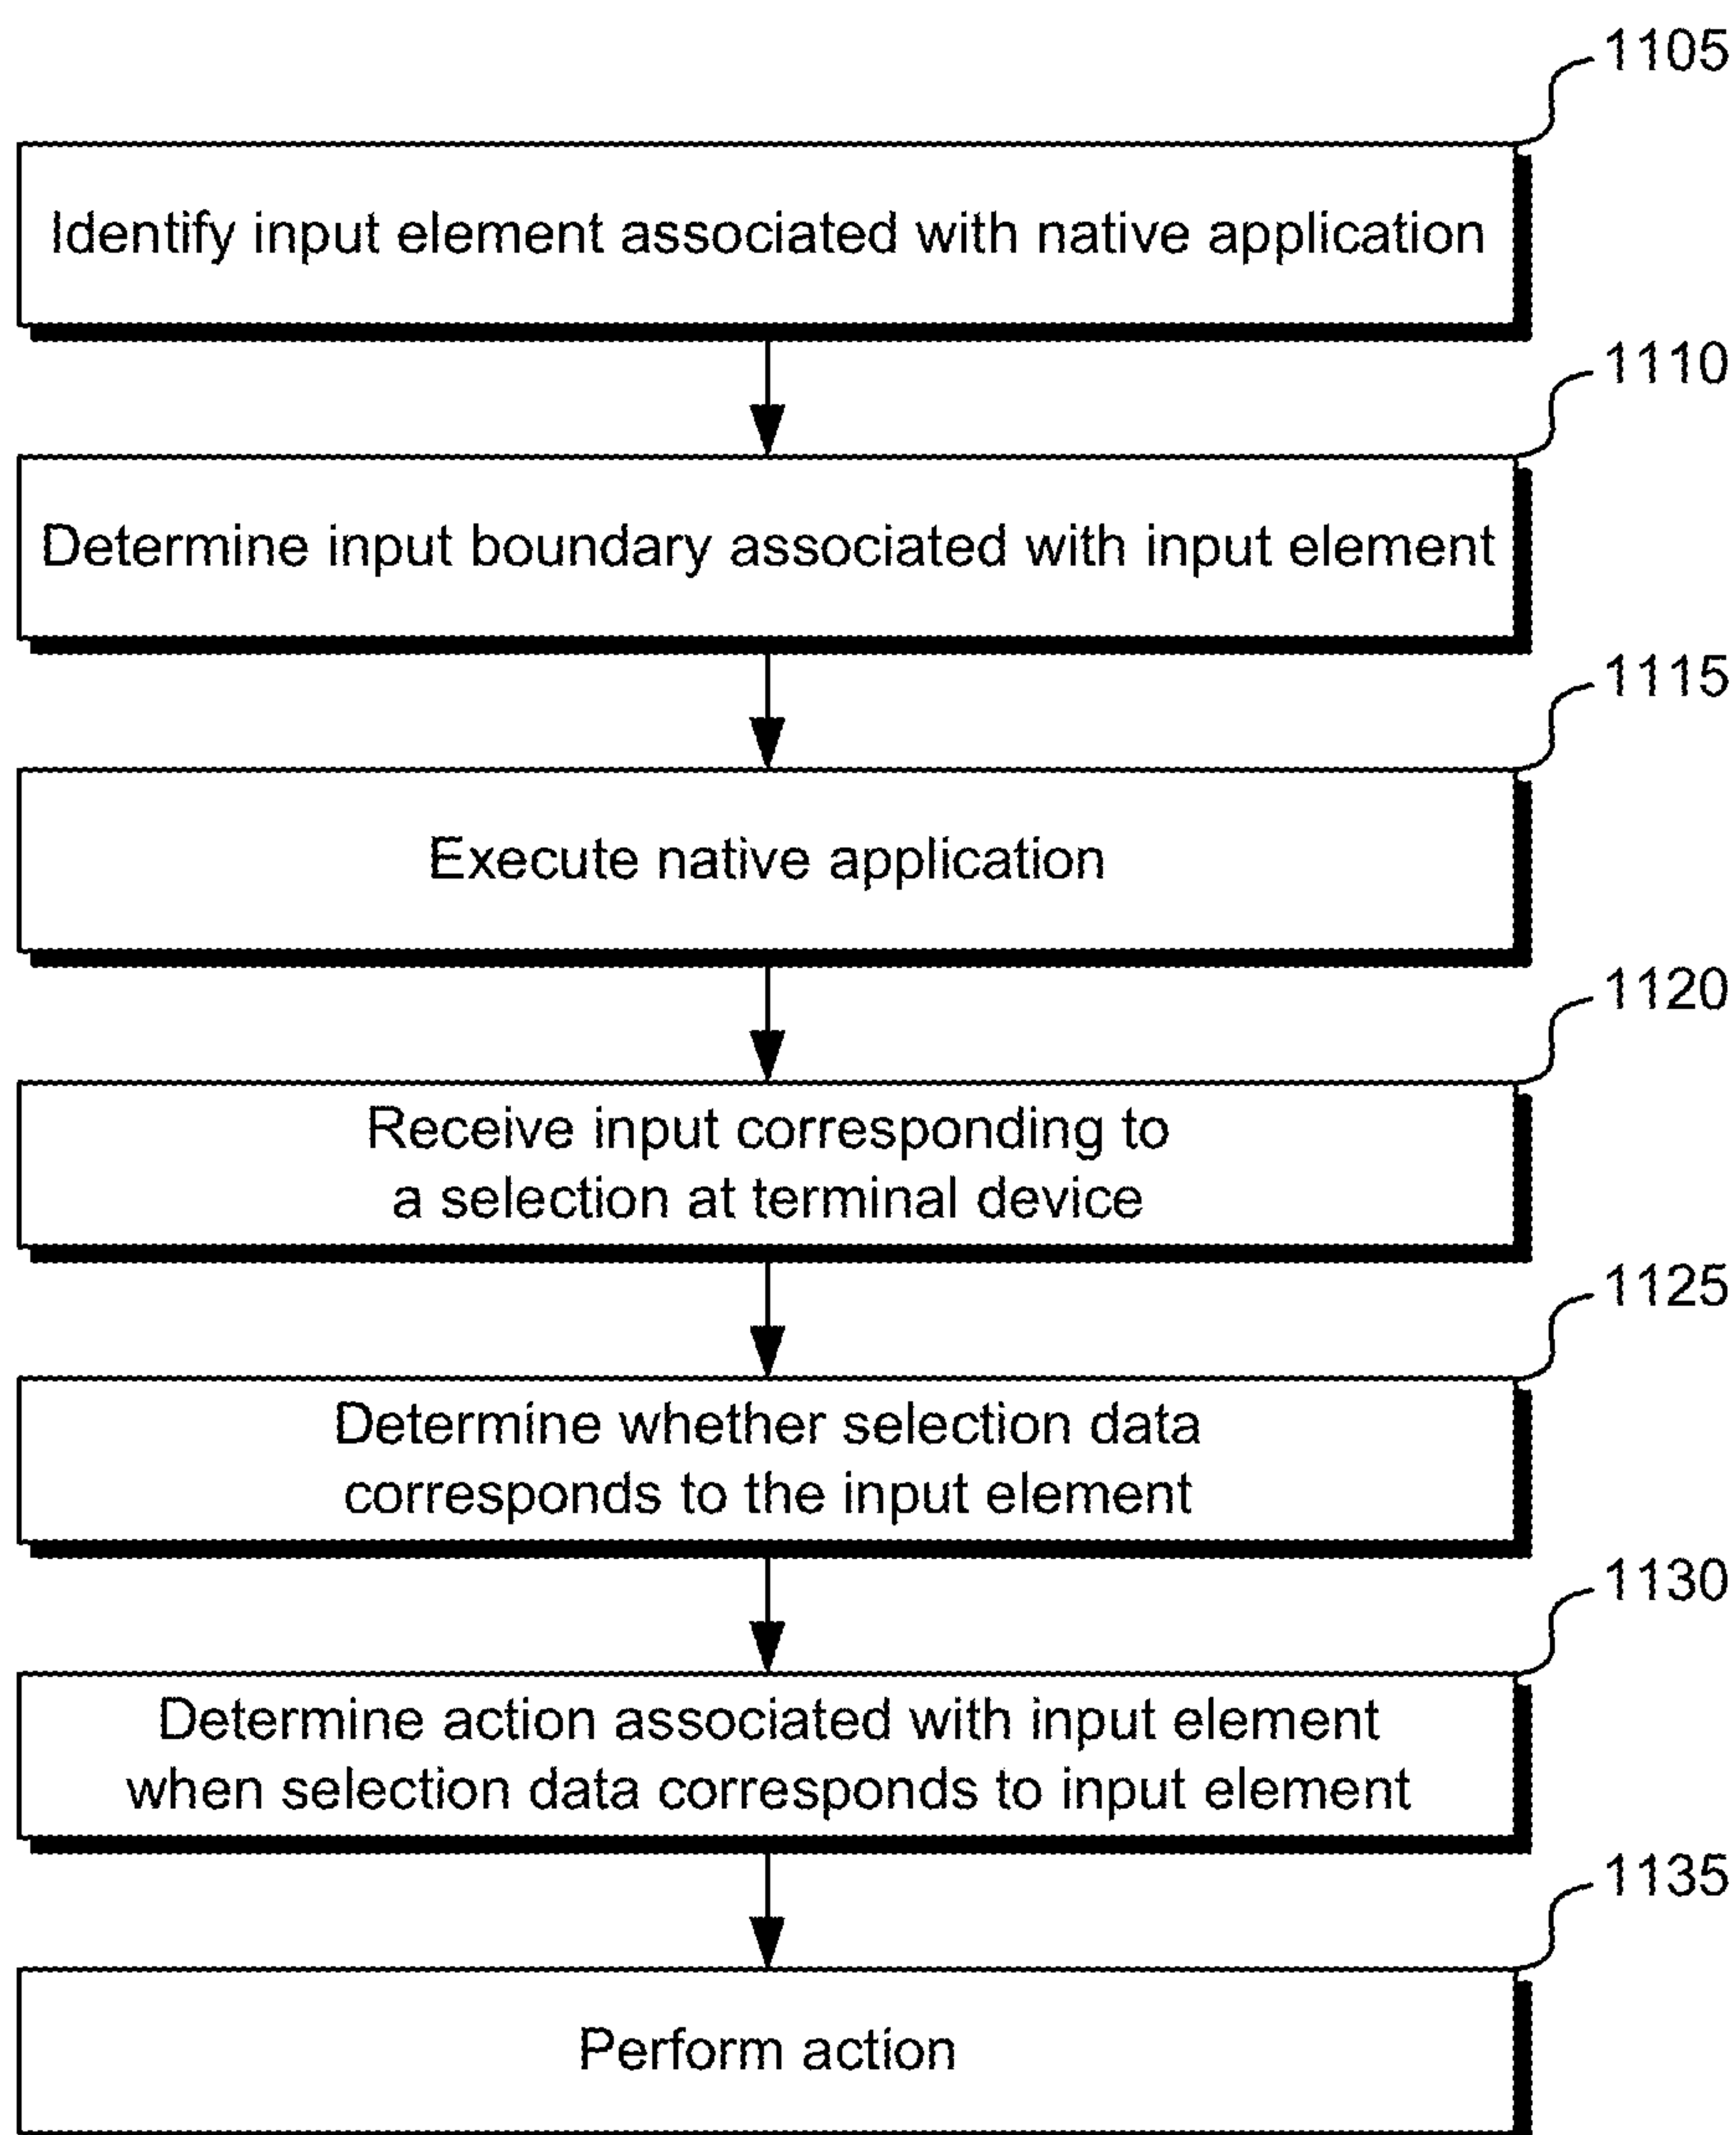 1105
Identify input element associated with native application
1110
Determine input boundary associated with input element
1115
Execute native application
1120
Receive input corresponding to
a selection at terminal device
1125
Determine whether selection data
corresponds to the input element
1130
Determine action associated with input element
when selection data corresponds to input element
1135
Perform action